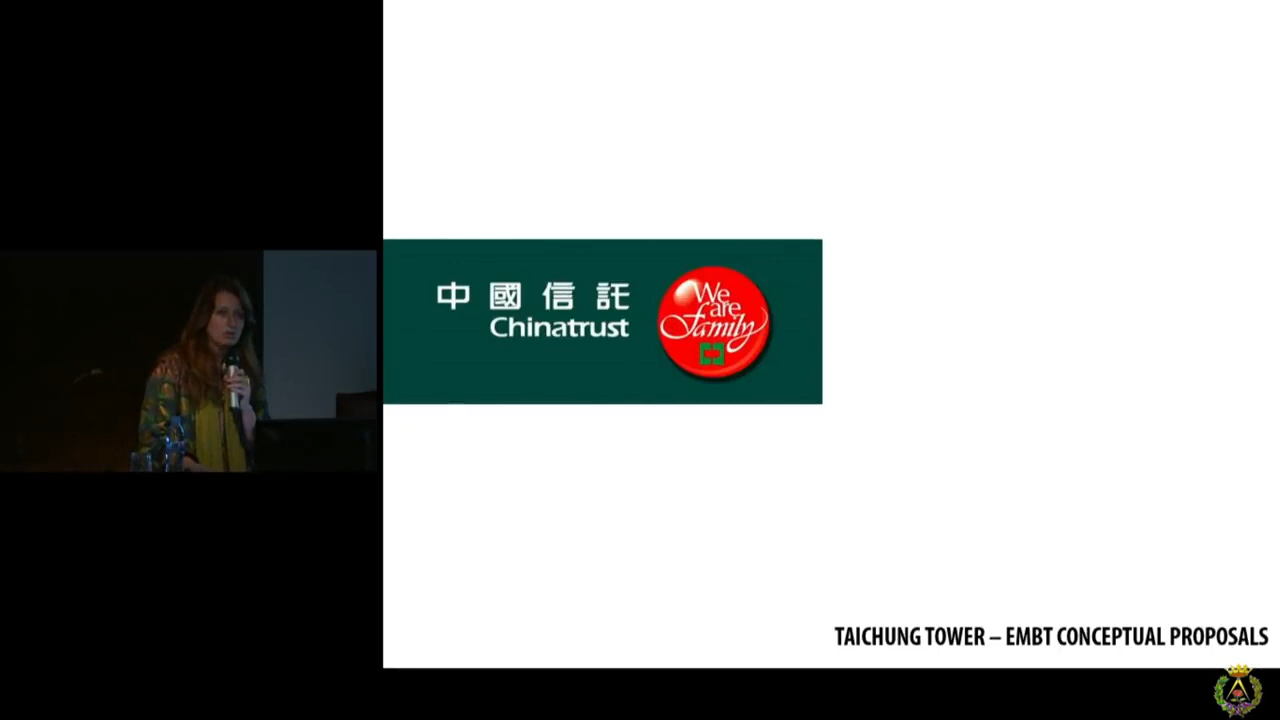 中國信託
Chinatrust
We
are
Family
TAICHUNG TOWER – EMBT CONCEPTUAL PROPOSALS